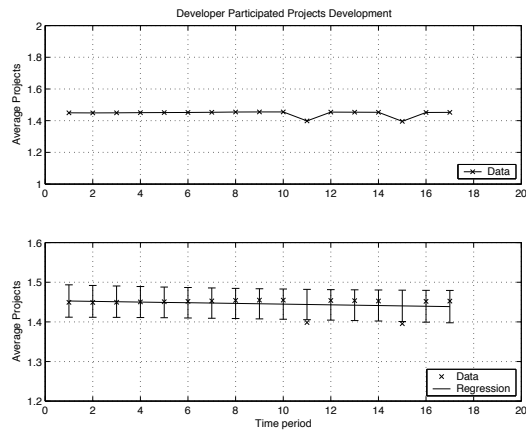 Developer Participated Projects Development
2
1.8
1.6
1.4
1.2
1
Average Projects
0 2 4 6 8 10 12 14 16 18 20
Data
1.6
1.5
1.4
1.3
1.2
Average Projects
0 2 4 6 8 10 12 14 16 18 20
Time period
Data
Regression